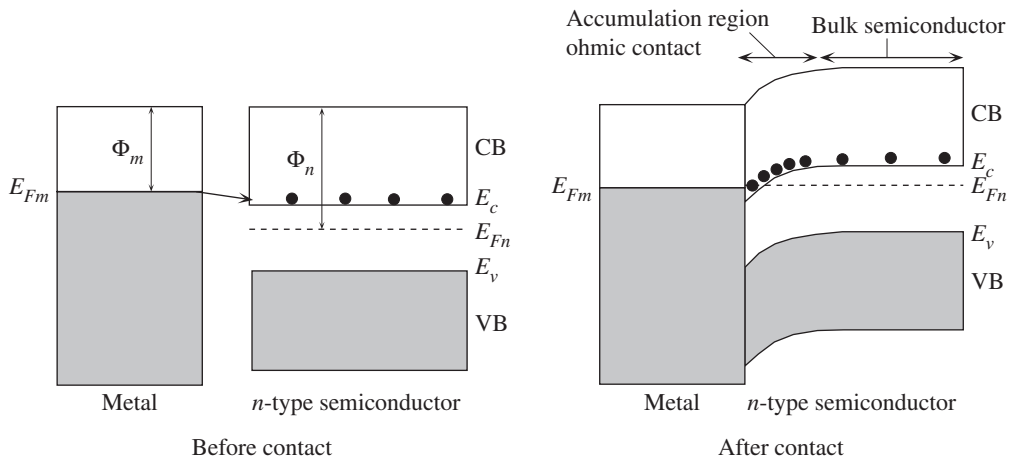 Accumulation region
ohmic contact
Bulk semiconductor
Φm
Φn
CB
EFm
Ec
EFn
Ev
VB
Metal
n-type semiconductor
Before contact
CB
EFm
Ec
EFn
Ev
VB
Metal
n-type semiconductor
After contact